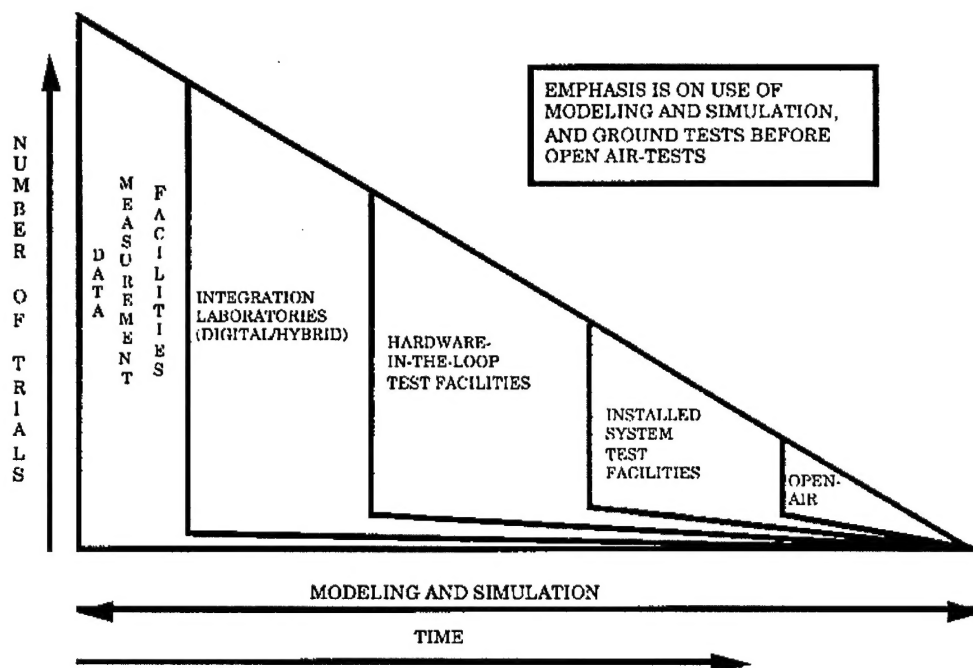 EMPHASIS IS ON USE OF
MODELING AND SIMULATION,
AND GROUND TESTS BEFORE
OPEN AIR-TESTS
NUMBER OF TRIALS
DATA
MEASUREMENT
FACILITIES
INTEGRATION
LABORATORIES
(DIGITAL/HYBRID)
HARDWARE-
IN-THE-LOOP
TEST FACILITIES
INSTALLED
SYSTEM
TEST
FACILITIES
OPEN-
AIR
MODELING AND SIMULATION
TIME